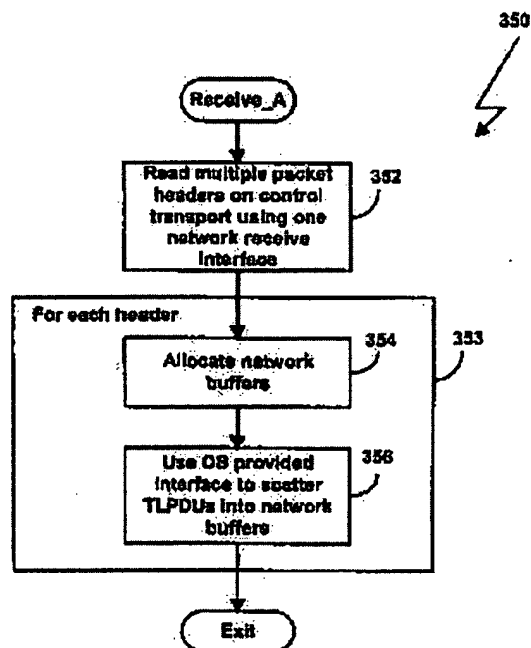 350
Receive_A
Read multiple packet
headers on control
transport using one
network receive
interface
352
For each header
354
353
Allocate network
buffers
356
Use OS provided
interface to scatter
TLPDUs into network
buffers
Exit